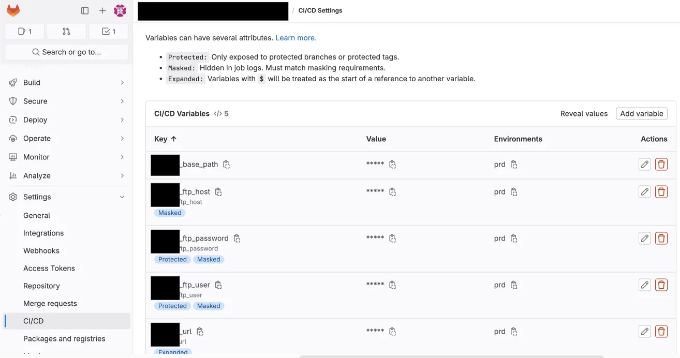 / CI/CD Settings
1
1
Search or go to...
Build
Secure
Deploy
Operate
Monitor
Analyze
Settings
General
Integrations
Webhooks
Access Tokens
Repository
Merge requests
CI/CD
Packages and registries
Variables can have several attributes. Learn more.
• Protected: Only exposed to protected branches or protected tags.
• Masked: Hidden in job logs. Must match masking requirements.
• Expanded: Variables with $ will be treated as the start of a reference to another variable.
CI/CD Variables </> 5 Reveal values Add variable
Key ↑ Value Environments Actions
_base_path ***** prd
_ftp_host ***** prd
ftp_host
Masked
_ftp_password ***** prd
ftp_password
Protected Masked
_ftp_user ***** prd
ftp_user
Protected Masked
_url ***** prd
url
Expanded